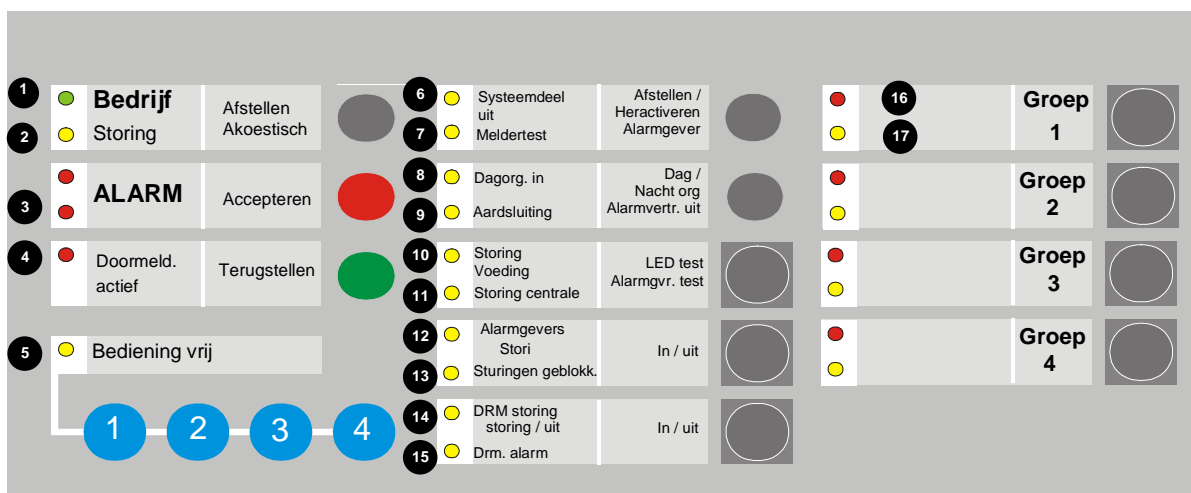 1
Bedrijf
2
Storing
Afstellen
Akoestisch
3
ALARM
Accepteren
4
Doormeld.
actief
Terugstellen
5
Bediening vrij
1
2
3
4
6
Systeemdeel
uit
7
Meldertest
Afstellen /
Heractiveren
Alarmgever
8
Dagorg. in
9
Aardsluiting
Dag /
Nacht org
Alarmvertr. uit
10
Storing
Voeding
11
Storing centrale
LED test
Alarmgvr. test
12
Alarmgevers
Stori
13
Sturingen geblokk.
In / uit
14
DRM storing
storing / uit
15
Drm. alarm
In / uit
16
17
Groep
1
Groep
2
Groep
3
Groep
4